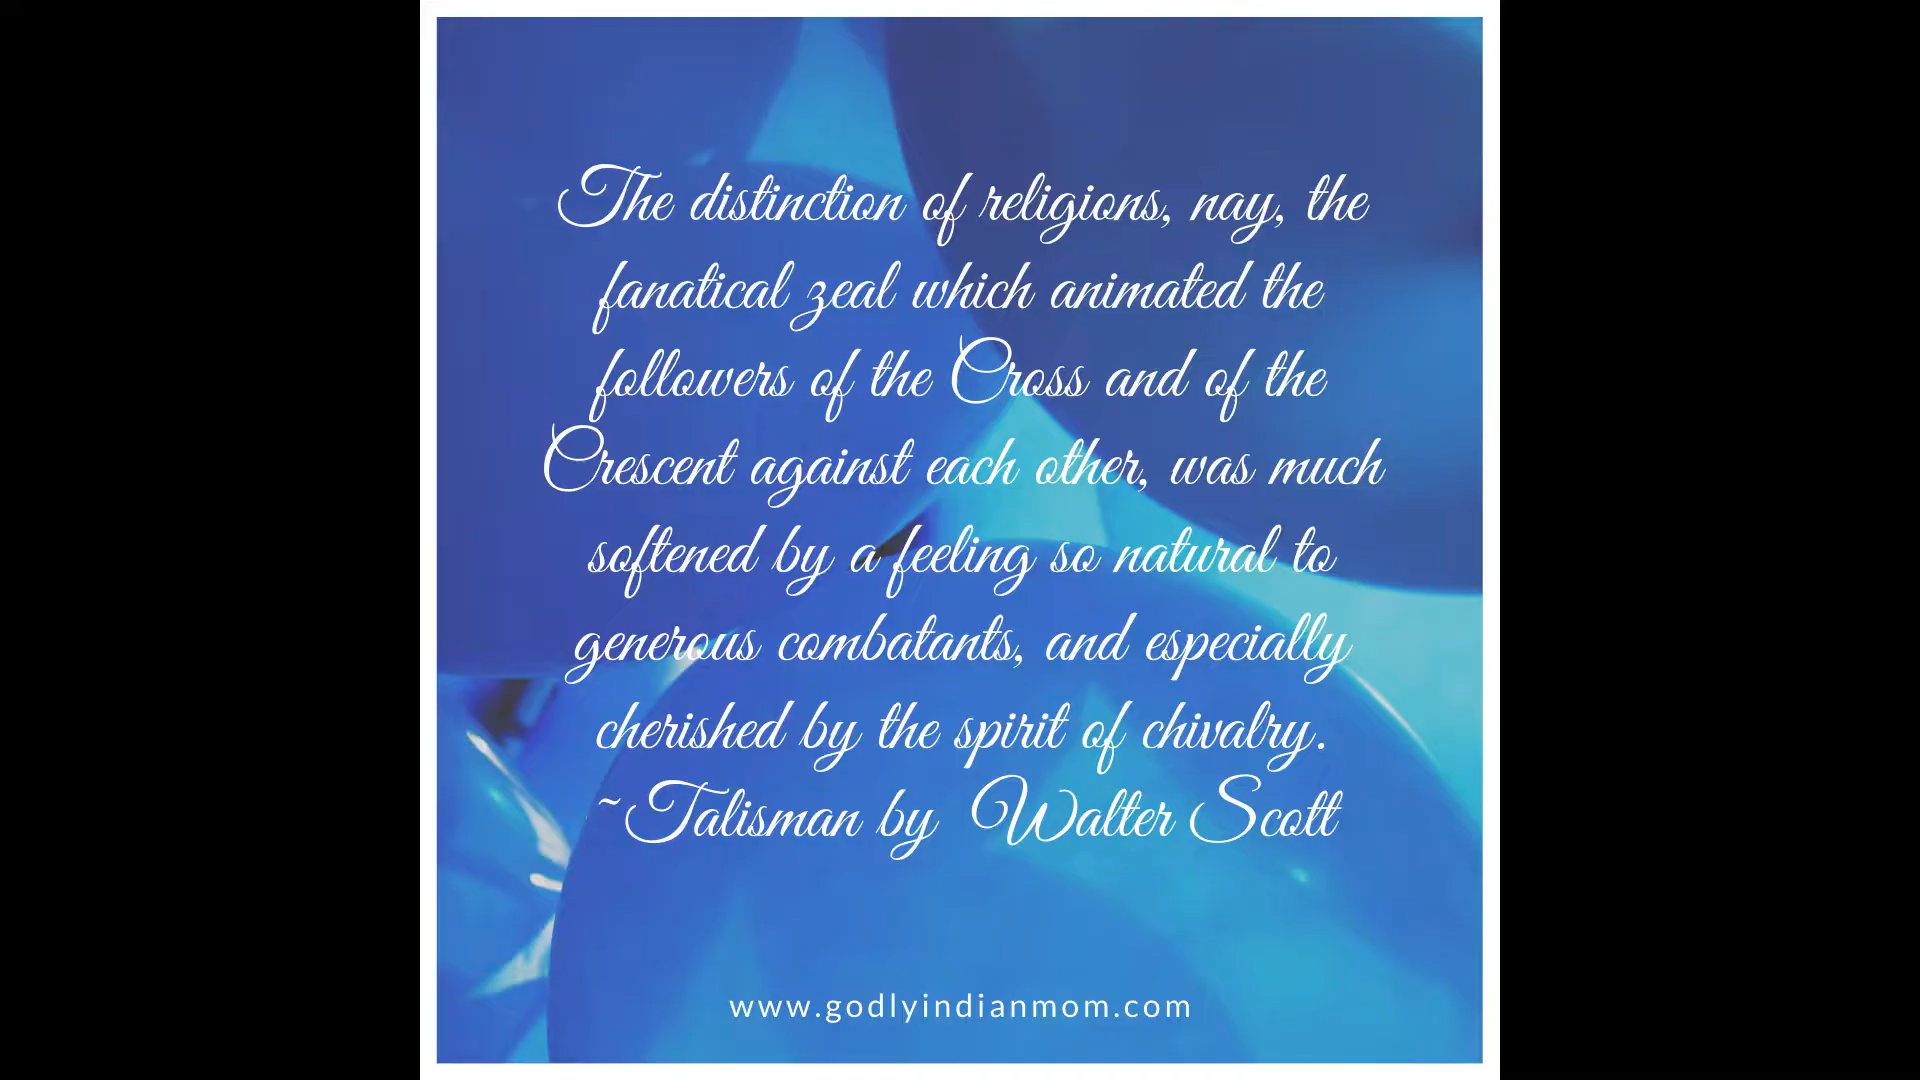 The distinction of religions, nay, the
fanatical zeal which animated the
followers of the Cross and of the
Crescent against each other, was much
softened by a feeling so natural to
generous combatants, and especially
cherished by the spirit of chivalry.
~Talisman by Walter Scott
www.godlyindianmom.com